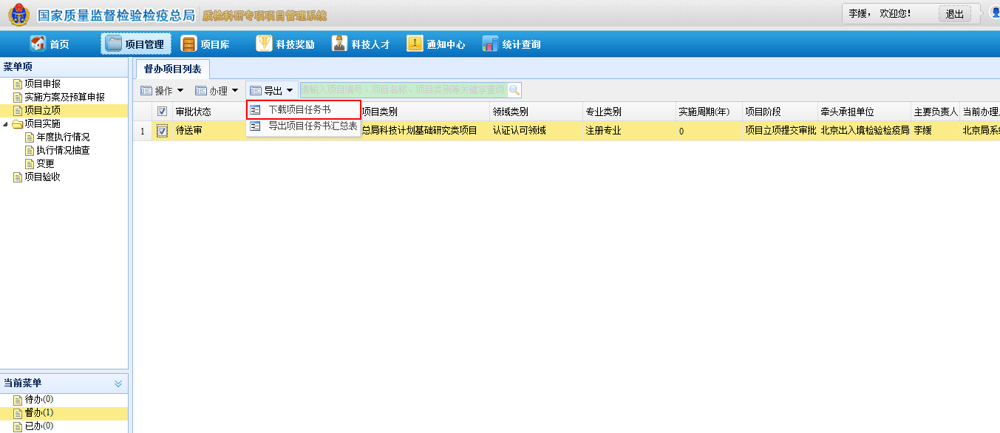 国家质量监督检验检疫总局 质检科研专项项目管理系统
李媛， 欢迎您! 退出
首页 项目管理 项目库 科技奖励 科技人才 通知中心 统计查询
菜单项
项目申报
实施方案及预算申报
项目立项
项目实施
年度执行情况
执行情况抽查
变更
项目验收
当前菜单
待办(0)
督办(1)
已办(0)
督办项目列表
操作 办理 导出 请输入项目编号、项目名称、项目类别等关键字查询
下载项目任务书
导出项目任务书汇总表
审批状态 项目类别 领域类别 专业类别 实施周期(年) 项目阶段 牵头承担单位 主要负责人 当前办理
1 待送审 总局科技计划基础研究类项目 认证认可领域 注册专业 0 项目立项提交审批 北京出入境检验检疫局 李媛 北京局系